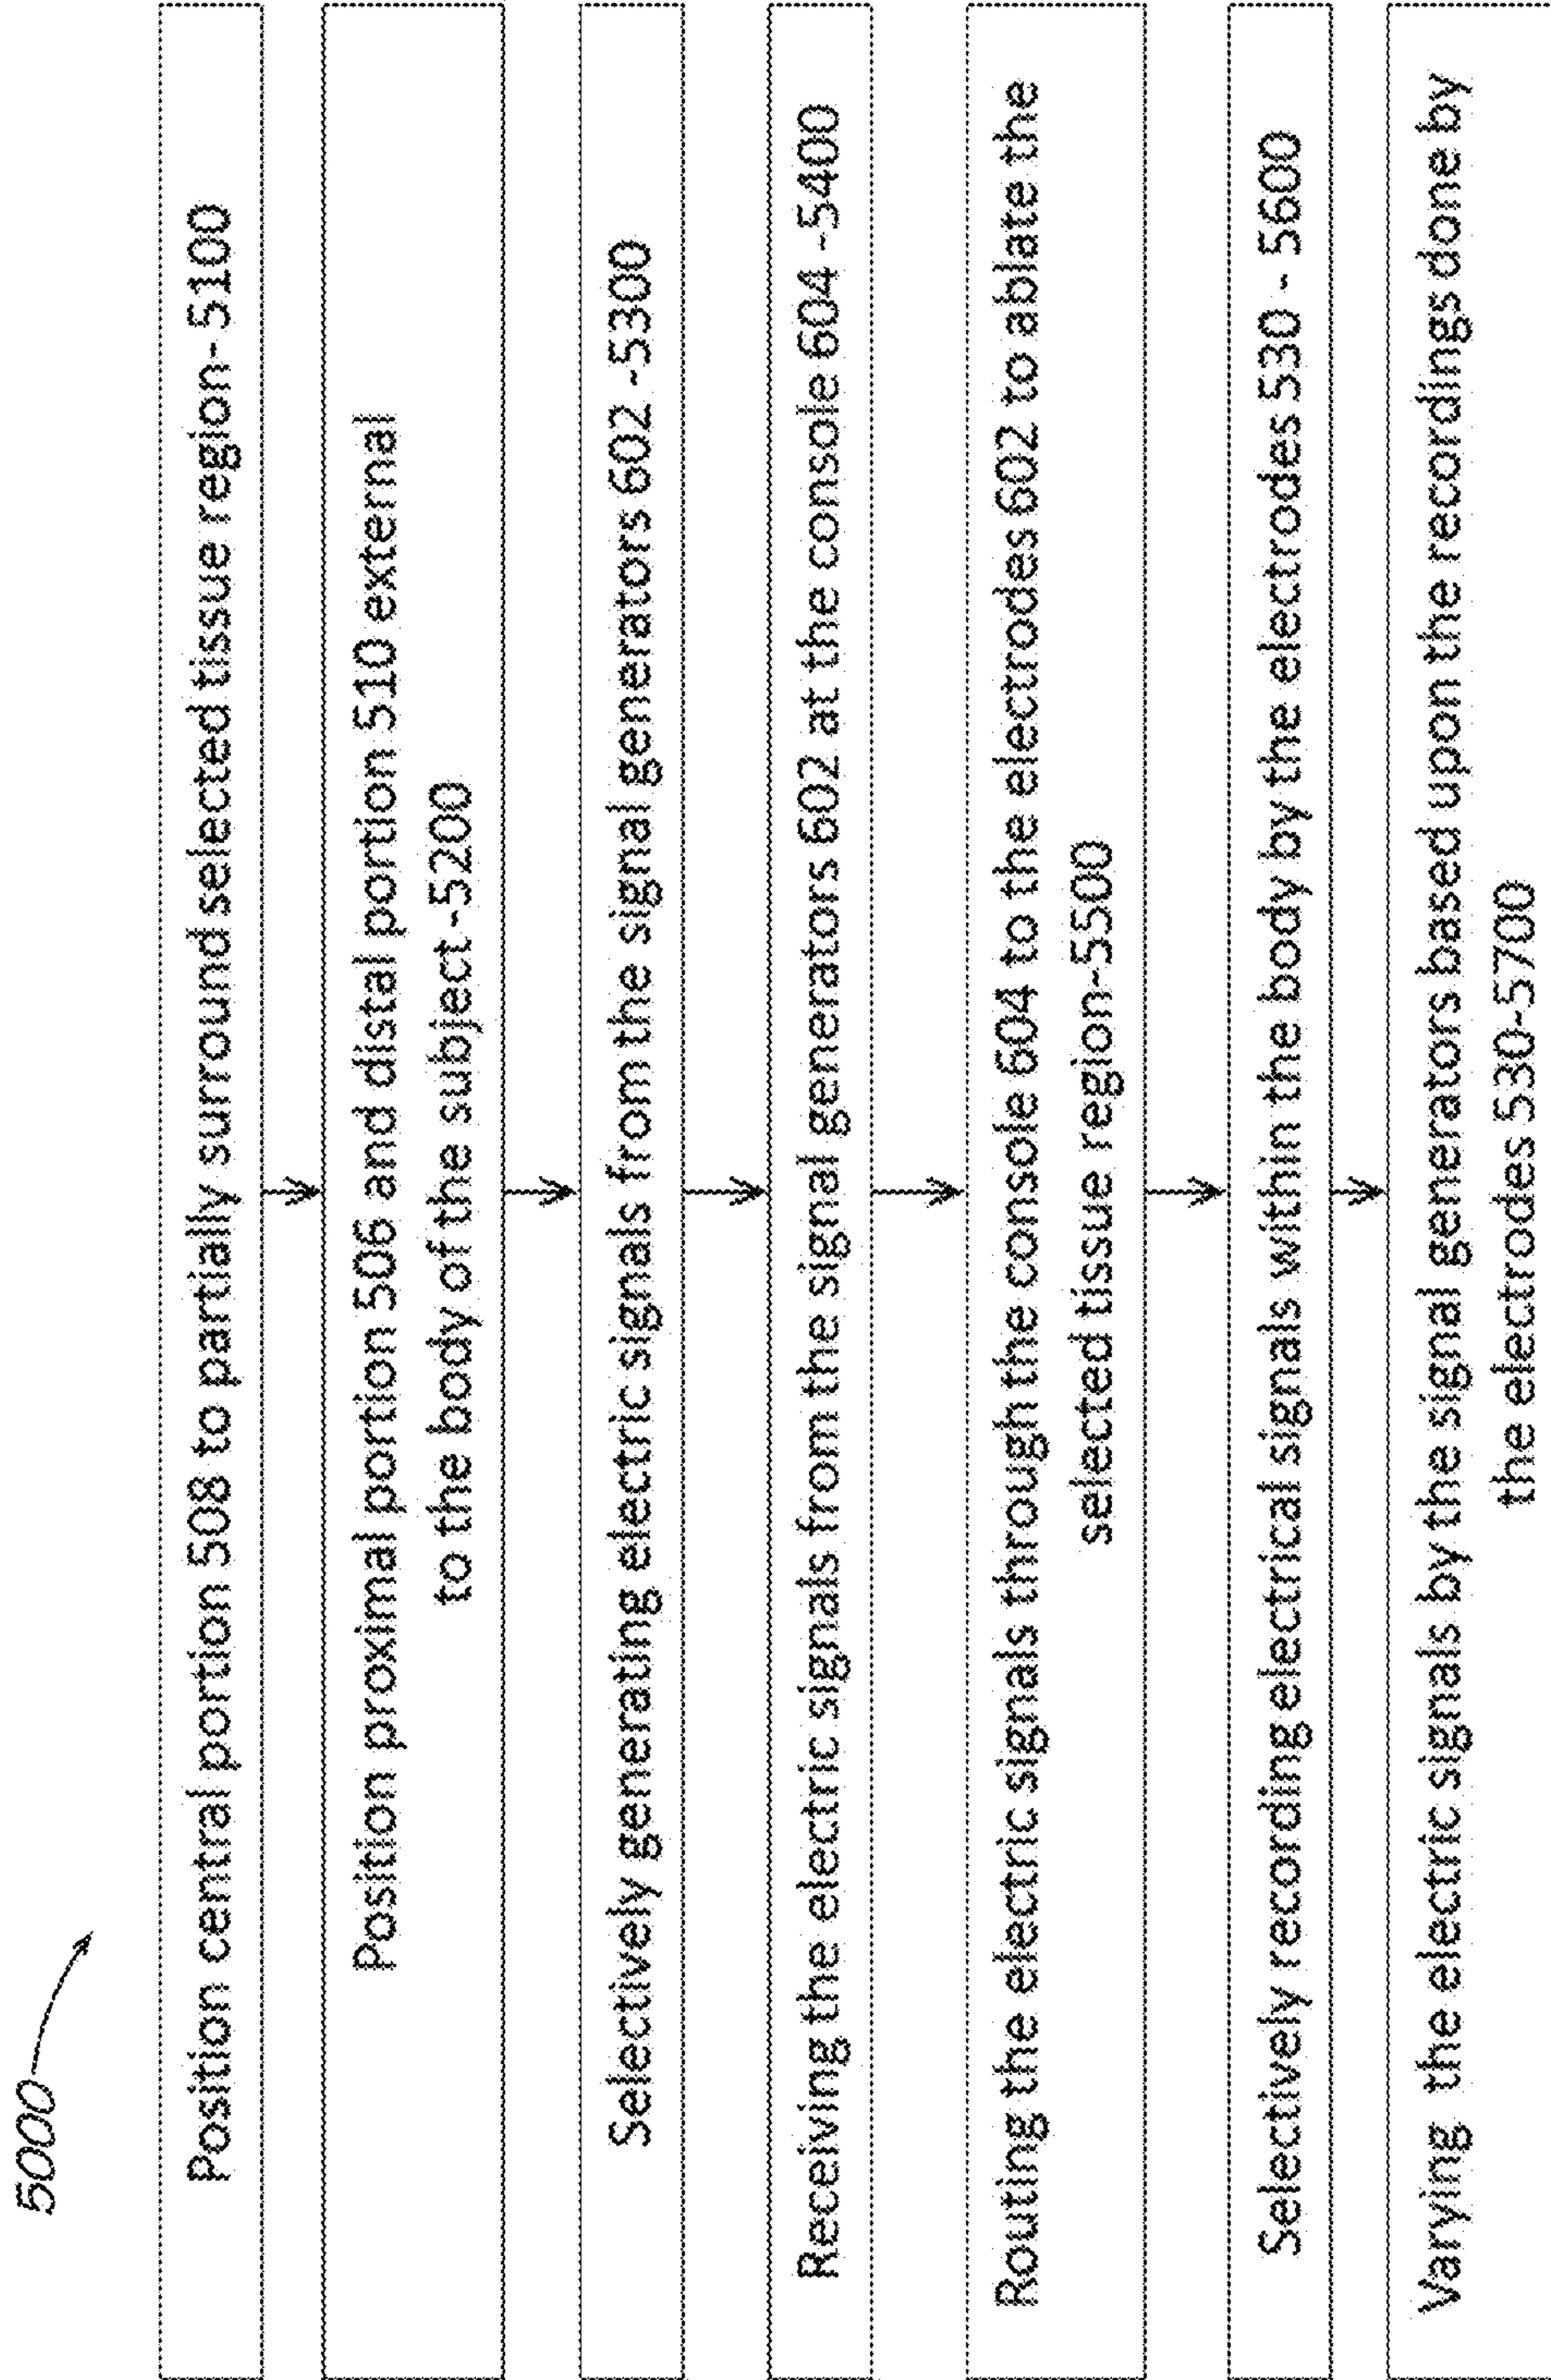 5000
Position central portion 508 to partially surround selected tissue region- 5100
Position proximal portion 506 and distal portion 510 external
to the body of the subject -5200
Selectively generating electric signals from the signal generators 602 -5300
Receiving the electric signals from the signal generators 602 at the console 604 -5400
Routing the electric signals through the console 604 to the electrodes 602 to ablate the
selected tissue region-5500
Selectively recording electrical signals within the body by the electrodes 530 - 5600
Varying the electric signals by the signal generators based upon the recordings done by
the electrodes 530-5700